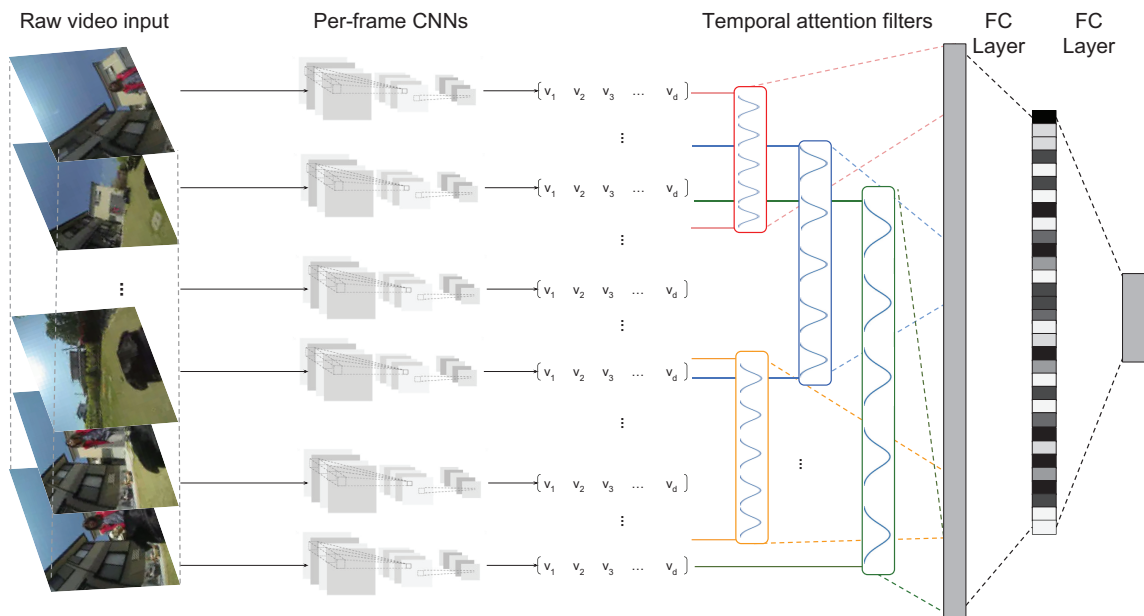 Raw video input
Per-frame CNNs
Temporal attention filters
FC
Layer
FC
Layer
v1 v2 v3 ... vd
...
v1 v2 v3 ... vd
...
v1 v2 v3 ... vd
...
...
v1 v2 v3 ... vd
...
...
v1 v2 v3 ... vd
...
v1 v2 v3 ... vd